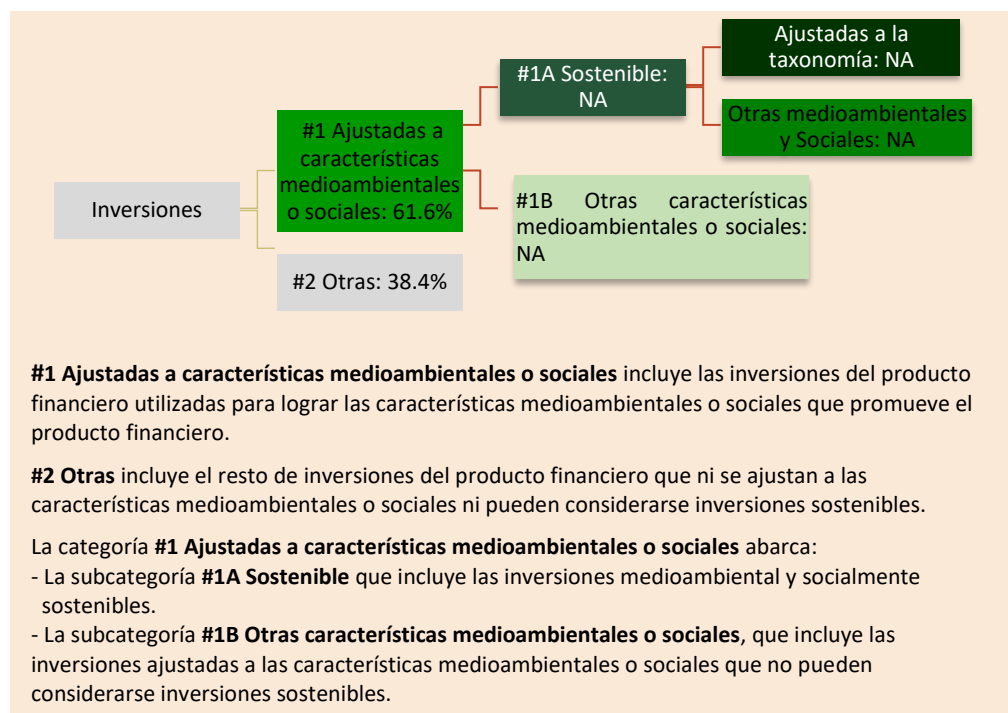 Ajustadas a la
taxonomía: NA
#1A Sostenible:
NA
Otras medioambientales
y Sociales: NA
#1 Ajustadas a
características
medioambientales
o sociales: 61.6%
Inversiones
#1B Otras características
medioambientales o sociales:
NA
#2 Otras: 38.4%
#1 Ajustadas a características medioambientales o sociales incluye las inversiones del producto
financiero utilizadas para lograr las características medioambientales o sociales que promueve el
producto financiero.
#2 Otras incluye el resto de inversiones del producto financiero que ni se ajustan a las
características medioambientales o sociales ni pueden considerarse inversiones sostenibles.
La categoría #1 Ajustadas a características medioambientales o sociales abarca:
- La subcategoría #1A Sostenible que incluye las inversiones medioambiental y socialmente
sostenibles.
- La subcategoría #1B Otras características medioambientales o sociales, que incluye las
inversiones ajustadas a las características medioambientales o sociales que no pueden
considerarse inversiones sostenibles.